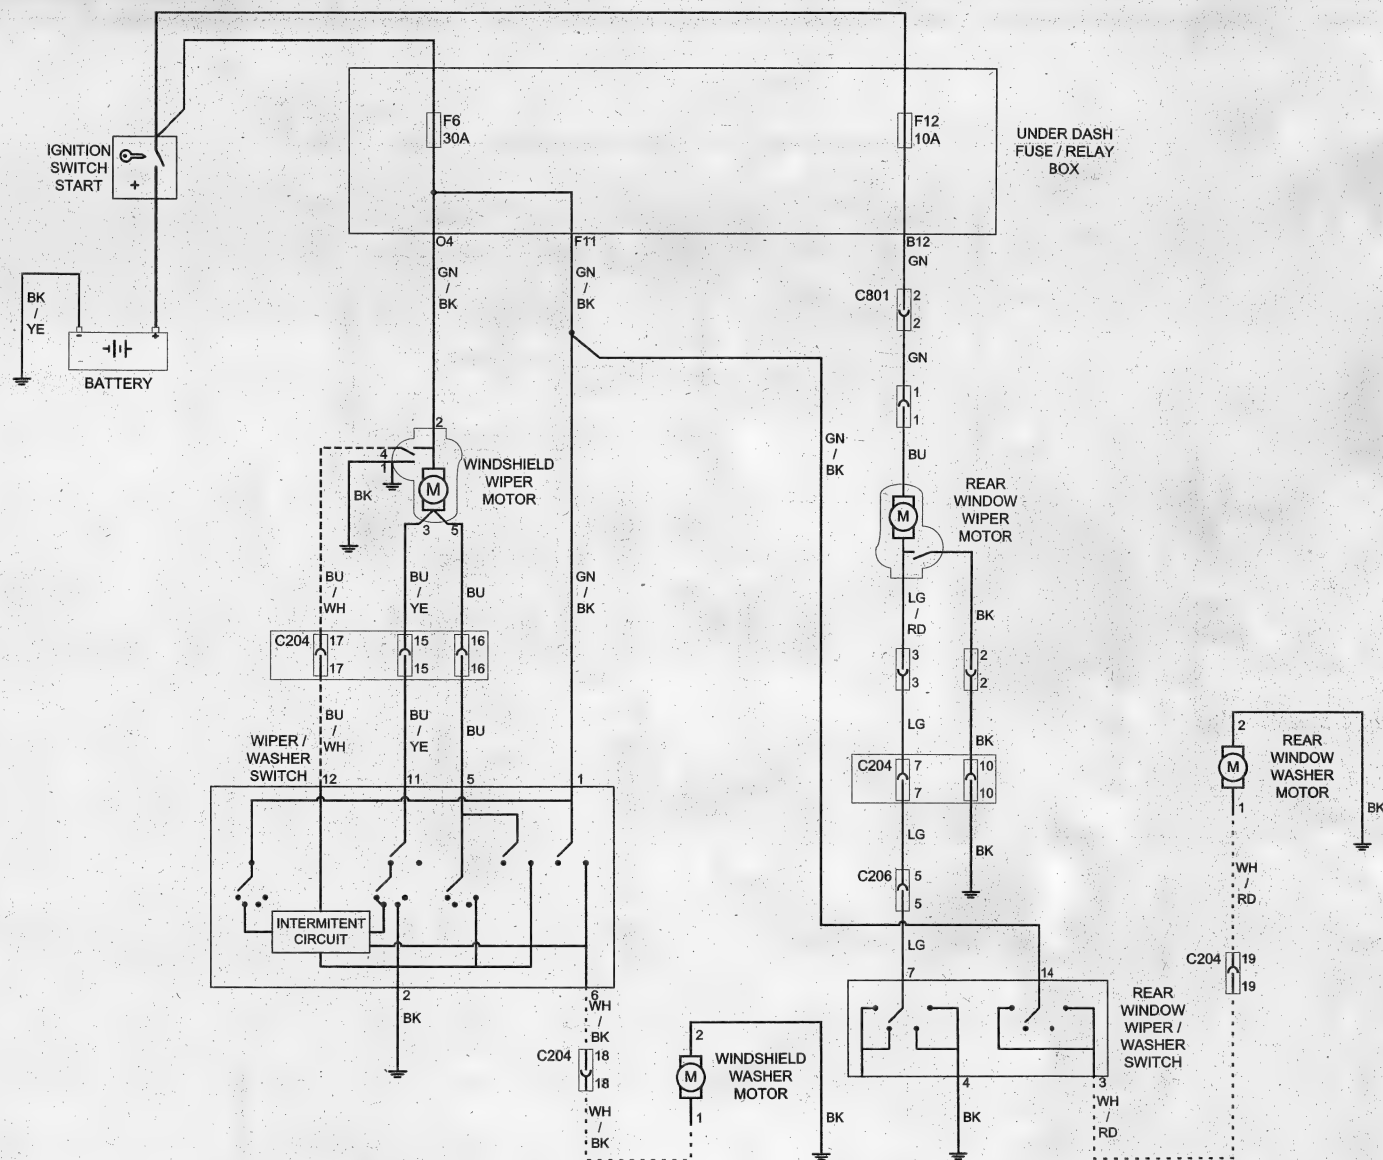 F6
30A
F12
10A
UNDER DASH
FUSE / RELAY
BOX
IGNITION
SWITCH
START
+
O4
F11
B12
GN
/
BK
GN
/
BK
GN
BK
/
YE
C801
2
2
-
+
BATTERY
GN
1
1
GN
/
BK
BU
2
4
1
M
WINDSHIELD
WIPER
MOTOR
BK
3
5
M
REAR
WINDOW
WIPER
MOTOR
BU
/
WH
BU
/
YE
BU
GN
/
BK
LG
/
RD
BK
C204
17
17
15
15
16
16
3
3
2
2
BU
/
WH
BU
/
YE
BU
LG
BK
WIPER /
WASHER
SWITCH
12
11
5
1
C204
7
7
10
10
2
M
1
REAR
WINDOW
WASHER
MOTOR
BK
LG
BK
C206
5
5
WH
/
RD
INTERMITENT
CIRCUIT
LG
C204
19
19
7
14
2
BK
6
WH
/
BK
REAR
WINDOW
WIPER /
WASHER
SWITCH
C204
18
18
2
M
1
WINDSHIELD
WASHER
MOTOR
4
3
WH
/
BK
BK
BK
WH
/
RD